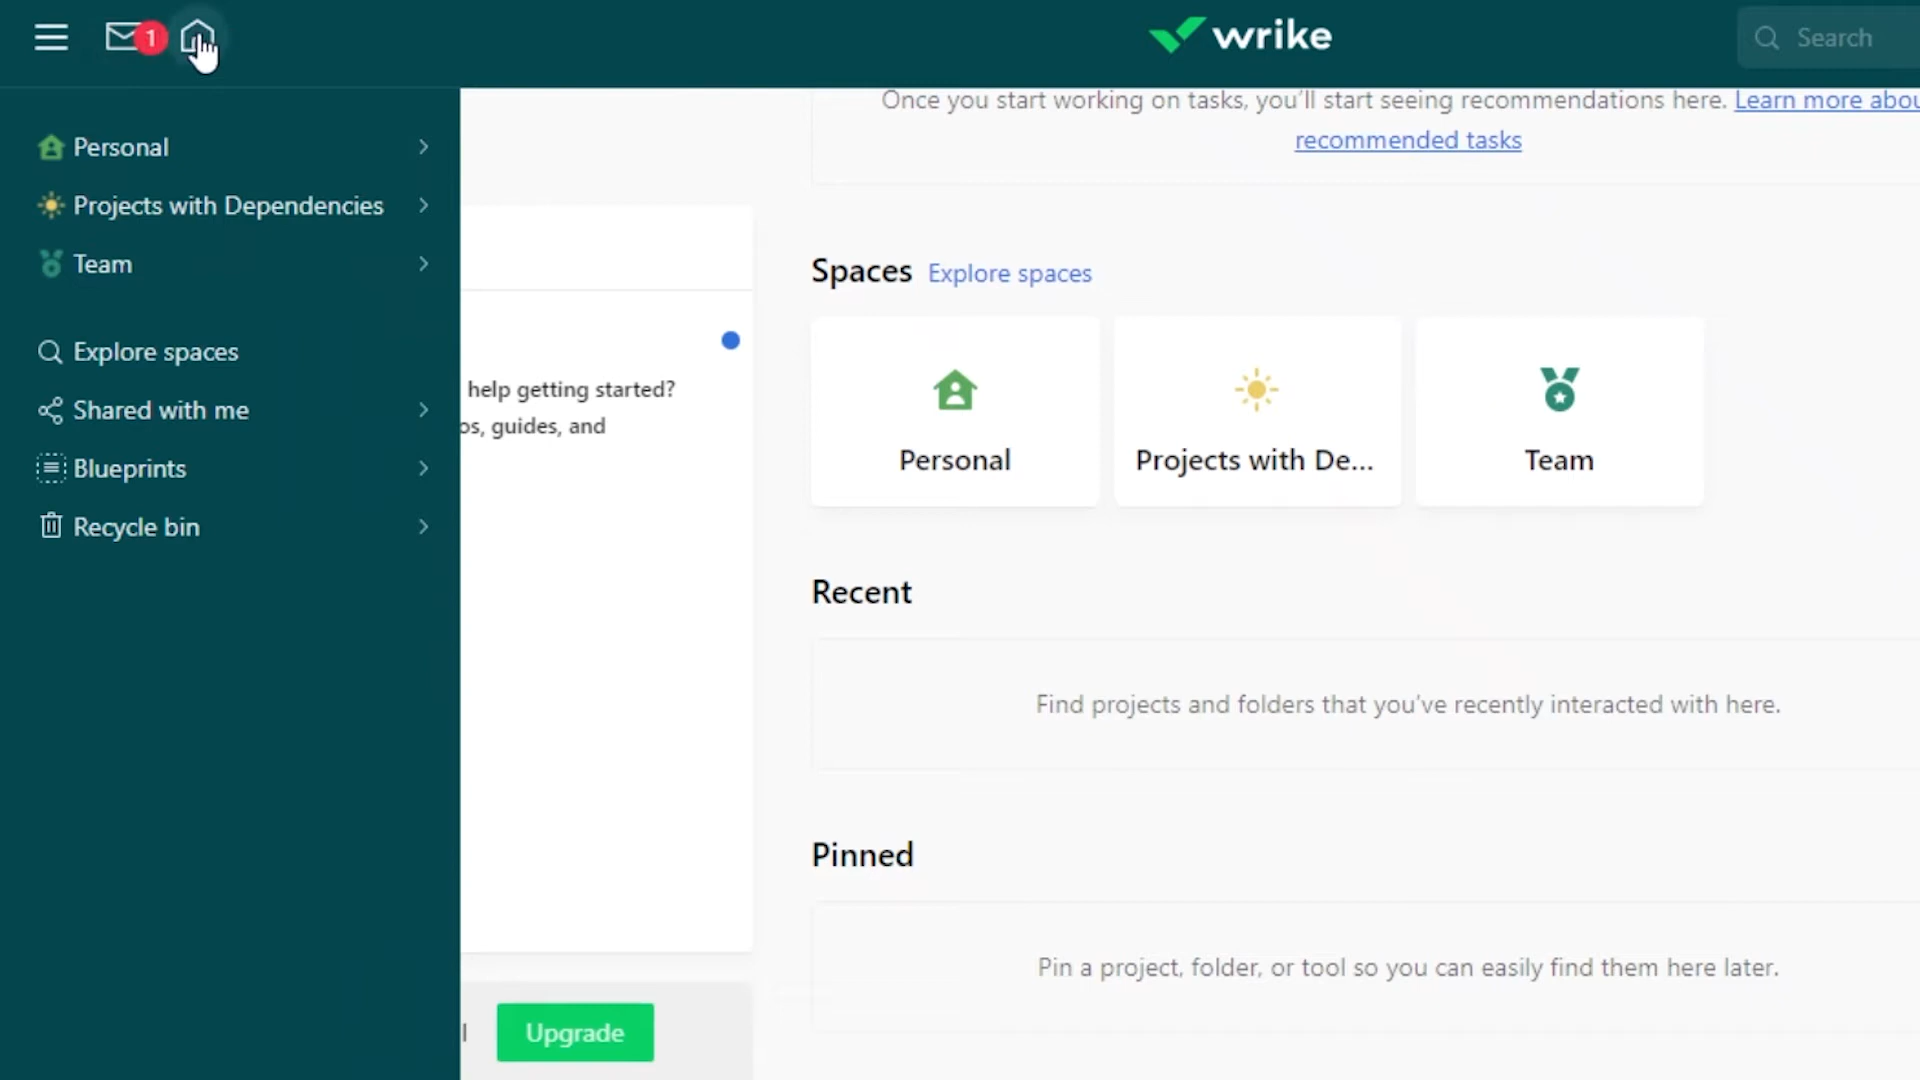 1
wrike
Search
Personal
Projects with Dependencies
Team
Explore spaces
Shared with me
Blueprints
Recycle bin
help getting started?
os, guides, and
l
Upgrade
Once you start working on tasks, you'll start seeing recommendations here. Learn more abou
recommended tasks
Spaces Explore spaces
Personal
Projects with De...
Team
Recent
Find projects and folders that you've recently interacted with here.
Pinned
Pin a project, folder, or tool so you can easily find them here later.